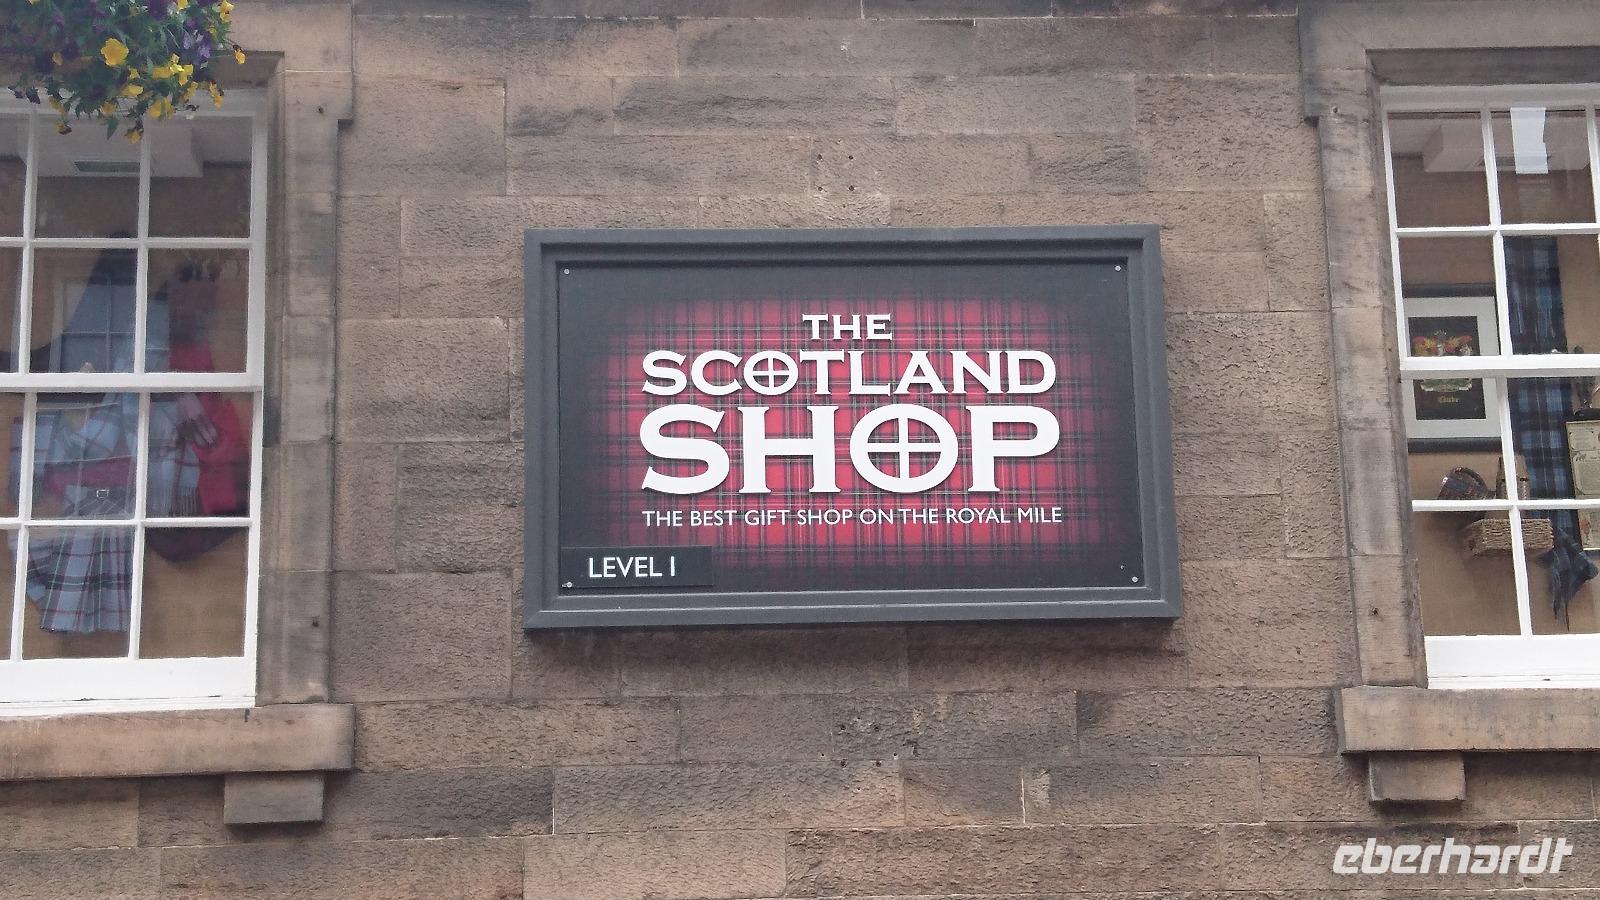 THE
SCOTLAND
SHOP
THE BEST GIFT SHOP ON THE ROYAL MILE
LEVEL 1
eberhardt